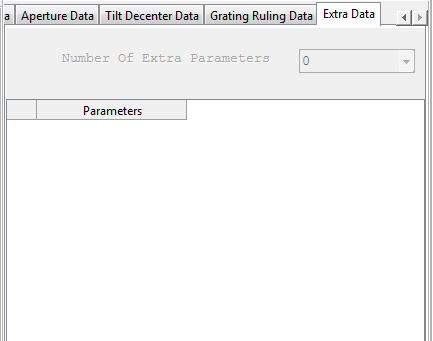 a Aperture Data Tilt Decenter Data Grating Ruling Data Extra Data
Number Of Extra Parameters 0
Parameters